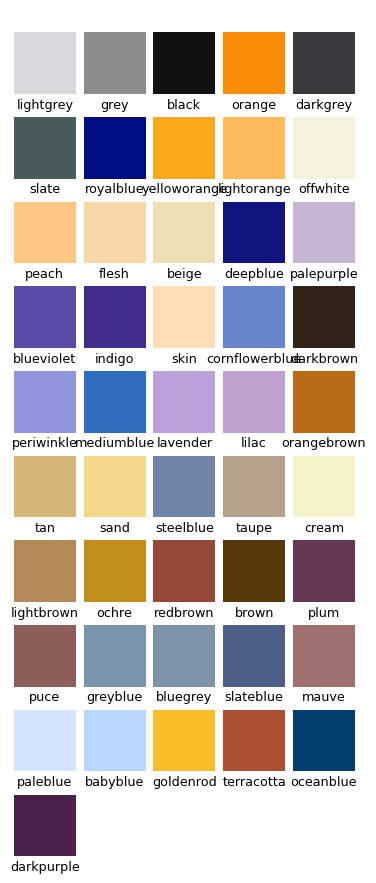 lightgrey grey black orange darkgrey
slate royalblue yelloworange lightorange offwhite
peach flesh beige deepblue palepurple
blueviolet indigo skin cornflowerblue darkbrown
periwinkle mediumblue lavender lilac orangebrown
tan sand steelblue taupe cream
lightbrown ochre redbrown brown plum
puce greyblue bluegrey slateblue mauve
paleblue babyblue goldenrod terracotta oceanblue
darkpurple